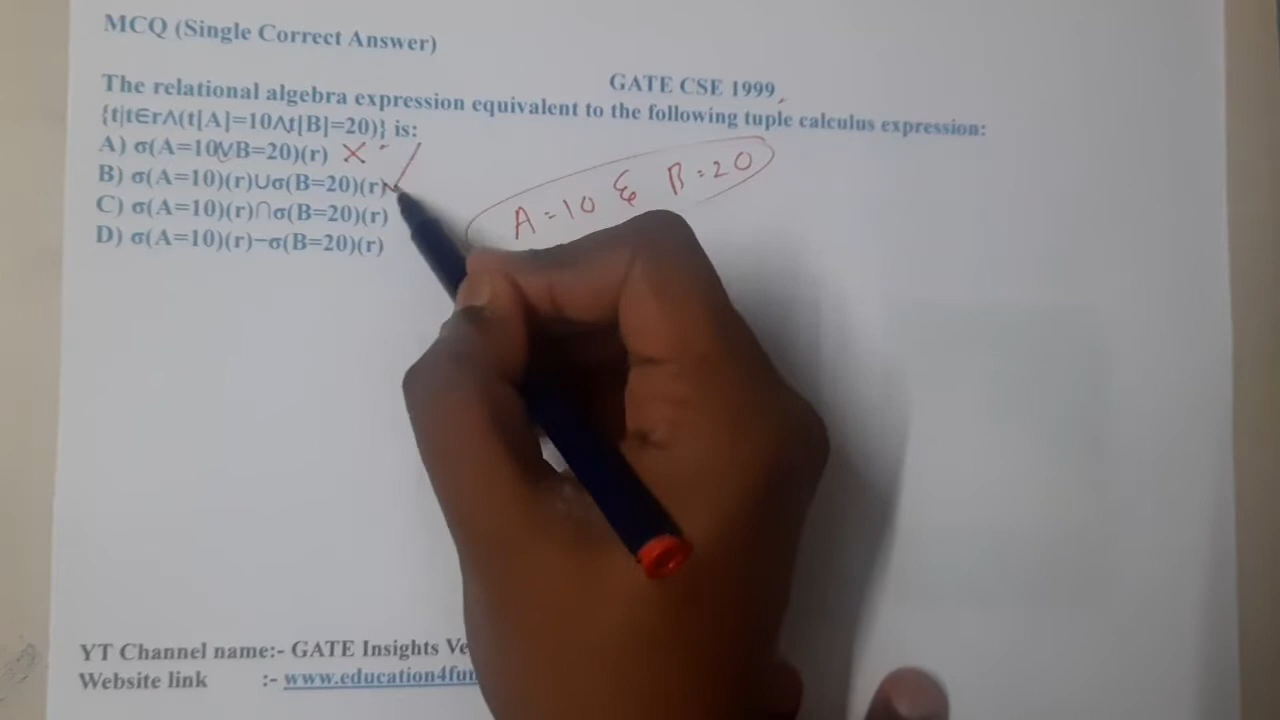 MCQ (Single Correct Answer)
GATE CSE 1999
The relational algebra expression equivalent to the following tuple calculus expression:
{t|t∈r∧(t[A]=10∧t[B]=20)} is:
A) σ(A=10∨B=20)(r)
B) σ(A=10)(r)∪σ(B=20)(r)
C) σ(A=10)(r)∩σ(B=20)(r)
D) σ(A=10)(r)−σ(B=20)(r)
A=10 & B=20
YT Channel name:- GATE Insights
Website link :-